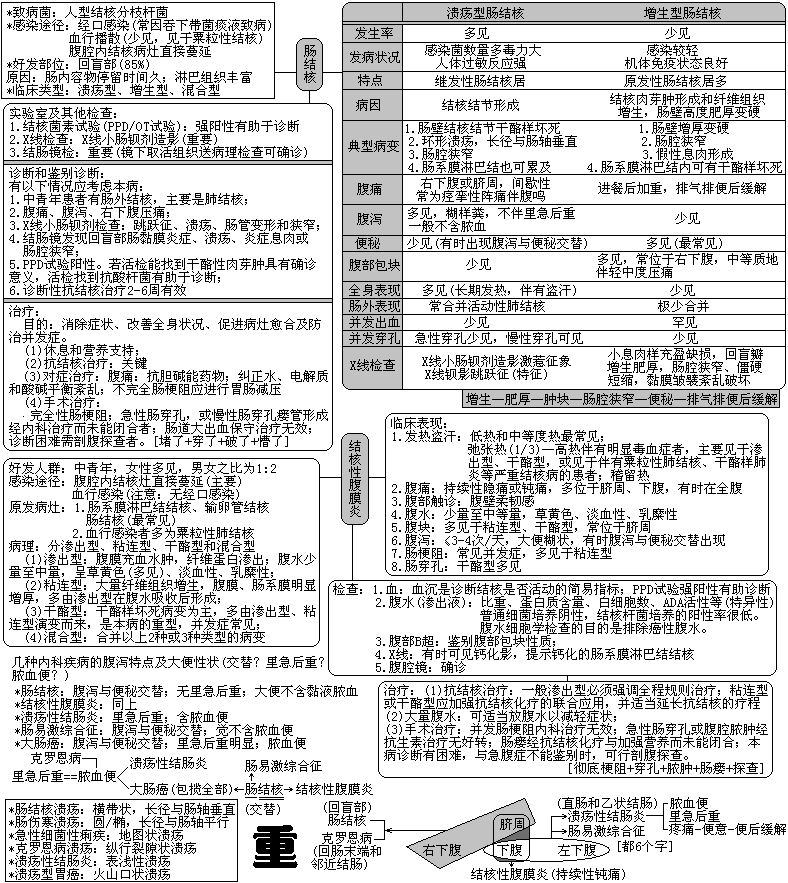 *致病菌：人型结核分枝杆菌
*感染途径：经口感染(常因吞下带菌痰液致病)
血行播散(少见，见于粟粒性结核)
腹腔内结核病灶直接蔓延
*好发部位：回盲部(85%)
原因：肠内容物停留时间久；淋巴组织丰富
*临床类型：溃疡型、增生型、混合型
肠结核
实验室及其他检查：
1.结核菌素试验(PPD/OT试验)：强阳性有助于诊断
2.X线检查：X线小肠钡剂造影(重要)
3.结肠镜检：重要(镜下取活组织送病理检查可确诊)
诊断和鉴别诊断：
有以下情况应考虑本病：
1.中青年患者有肠外结核，主要是肺结核；
2.腹痛、腹泻、右下腹压痛；
3.X线小肠钡剂检查：跳跃征、溃疡、肠管变形和狭窄；
4.结肠镜发现回盲部肠黏膜炎症、溃疡、炎症息肉或
肠腔狭窄；
5.PPD试验阳性。若活检能找到干酪性肉芽肿具有确诊
意义，活检找到抗酸杆菌有助于诊断；
6.诊断性抗结核治疗2-6周有效
治疗：
目的：消除症状、改善全身状况、促进病灶愈合及防
治并发症。
(1)休息和营养支持；
(2)抗结核治疗：关键
(3)对症治疗：腹痛：抗胆碱能药物；纠正水、电解质
和酸碱平衡紊乱；不完全肠梗阻应进行胃肠减压
(4)手术治疗：
完全性肠梗阻；急性肠穿孔，或慢性肠穿孔瘘管形成
经内科治疗而未能闭合者；肠道大出血保守治疗无效；
诊断困难需剖腹探查者。[堵了+穿了+破了+懵了]
溃疡型肠结核 增生型肠结核
发生率 多见 少见
发病状况 感染菌数量多毒力大 人体过敏反应强 感染较轻 机体免疫状态良好
特点 继发性肠结核居 原发性肠结核居多
病因 结核结节形成 结核肉芽肿形成和纤维组织 增生，肠壁高度肥厚变硬
典型病变 1.肠壁结核结节干酪样坏死 1.肠壁增厚变硬
2.环形溃疡，长径与肠轴垂直 2.肠腔狭窄
3.肠腔狭窄 3.假性息肉形成
4.肠系膜淋巴结也可累及 4.肠系膜淋巴结内可有干酪样坏死
腹痛 右下腹或脐周，间歇性 常为痉挛性阵痛伴腹鸣 进餐后加重，排气排便后缓解
腹泻 多见，糊样粪，不伴里急后重 一般不含脓血 少见
便秘 少见(有时出现腹泻与便秘交替) 多见(最常见)
腹部包块 少见 多见，常位于右下腹，中等质地 伴轻中度压痛
全身表现 多见(长期发热，伴有盗汗) 少见
肠外表现 常合并活动性肺结核 极少合并
并发出血 少见 罕见
并发穿孔 急性穿孔少见，慢性穿孔可见 少见
X线检查 X线小肠钡剂造影激惹征象 X线钡影跳跃征(特征) 小息肉样充盈缺损，回盲瓣 增生肥厚，肠腔狭窄、僵硬 短缩，黏膜皱襞紊乱破坏
增生—肥厚—肿块—肠腔狭窄—便秘—排气排便后缓解
结核性腹膜炎
好发人群：中青年，女性多见，男女之比为1:2
感染途径：腹腔内结核灶直接蔓延(主要)
血行感染(注意：无经口感染)
原发病灶：1.肠系膜淋巴结结核、输卵管结核
肠结核(最常见)
2.血行感染者多为粟粒性肺结核
病理：分渗出型、粘连型、干酪型和混合型
(1)渗出型：腹膜充血水肿，纤维蛋白渗出；腹水少
量至中量，呈草黄色(多见)、淡血性、乳糜性；
(2)粘连型：大量纤维组织增生，腹膜、肠系膜明显
增厚，多由渗出型在腹水吸收后形成；
(3)干酪型：干酪样坏死病变为主，多由渗出型、粘
连型演变而来，是本病的重型，并发症常见；
(4)混合型：合并以上2种或3种类型的病变
临床表现：
1.发热盗汗：低热和中等度热最常见；
弛张热(1/3)—高热伴有明显毒血症者，主要见于渗
出型、干酪型，或见于伴有粟粒性肺结核、干酪样肺
炎等严重结核病的患者；稽留热
2.腹痛：持续性隐痛或钝痛，多位于脐周、下腹，有时在全腹
3.腹部触诊：腹壁柔韧感
4.腹水：少量至中等量，草黄色、淡血性、乳糜性
5.腹块：多见于粘连型、干酪型，常位于脐周
6.腹泻：≤3-4次/天，大便糊状，有时腹泻与便秘交替出现
7.肠梗阻：常见并发症，多见于粘连型
8.肠穿孔：干酪型多见
检查：1.血：血沉是诊断结核是否活动的简易指标；PPD试验强阳性有助诊断
2.腹水(渗出液)：比重、蛋白质含量、白细胞数、ADA活性等(特异性)
普通细菌培养阴性，结核杆菌培养的阳性率很低。
腹水细胞学检查的目的是排除癌性腹水。
3.腹部B超：鉴别腹部包块性质；
4.X线：有时可见钙化影，提示钙化的肠系膜淋巴结结核
5.腹腔镜：确诊
治疗：(1)抗结核治疗：一般渗出型必须强调全程规则治疗；粘连型
或干酪型应加强抗结核化疗的联合应用，并适当延长抗结核的疗程
(2)大量腹水：可适当放腹水以减轻症状；
(3)手术治疗：并发肠梗阻内科治疗无效；急性肠穿孔或腹腔脓肿经
抗生素治疗无好转；肠瘘经抗结核化疗与加强营养而未能闭合；本
病诊断有困难，与急腹症不能鉴别时，可行剖腹探查。
[彻底梗阻+穿孔+脓肿+肠瘘+探查]
几种内科疾病的腹泻特点及大便性状(交替？里急后重？
脓血便？)
*肠结核：腹泻与便秘交替；无里急后重；大便不含黏液脓血
*结核性腹膜炎：同上
*溃疡性结肠炎：里急后重；含脓血便
*肠易激综合征：腹泻与便秘交替；觉不含脓血便
*大肠癌：腹泻与便秘交替；里急后重明显；脓血便
克罗恩病
里急后重==脓血便
溃疡性结肠炎
大肠癌(包揽全部)
肠易激综合征
肠结核
结核性腹膜炎
(交替)
*肠结核溃疡：横带状，长径与肠轴垂直
*肠伤寒溃疡：圆/椭，长径与肠轴平行
*急性细菌性痢疾：地图状溃疡
*克罗恩病溃疡：纵行裂隙状溃疡
*溃疡性结肠炎：表浅性溃疡
*溃疡型胃癌：火山口状溃疡
重
(回盲部)
肠结核
克罗恩病
(回肠末端和
邻近结肠)
右下腹
脐周
下腹
左下腹
(直肠和乙状结肠)
溃疡性结肠炎
肠易激综合征
[都6个字]
脓血便
里急后重
疼痛-便意-便后缓解
结核性腹膜炎(持续性钝痛)